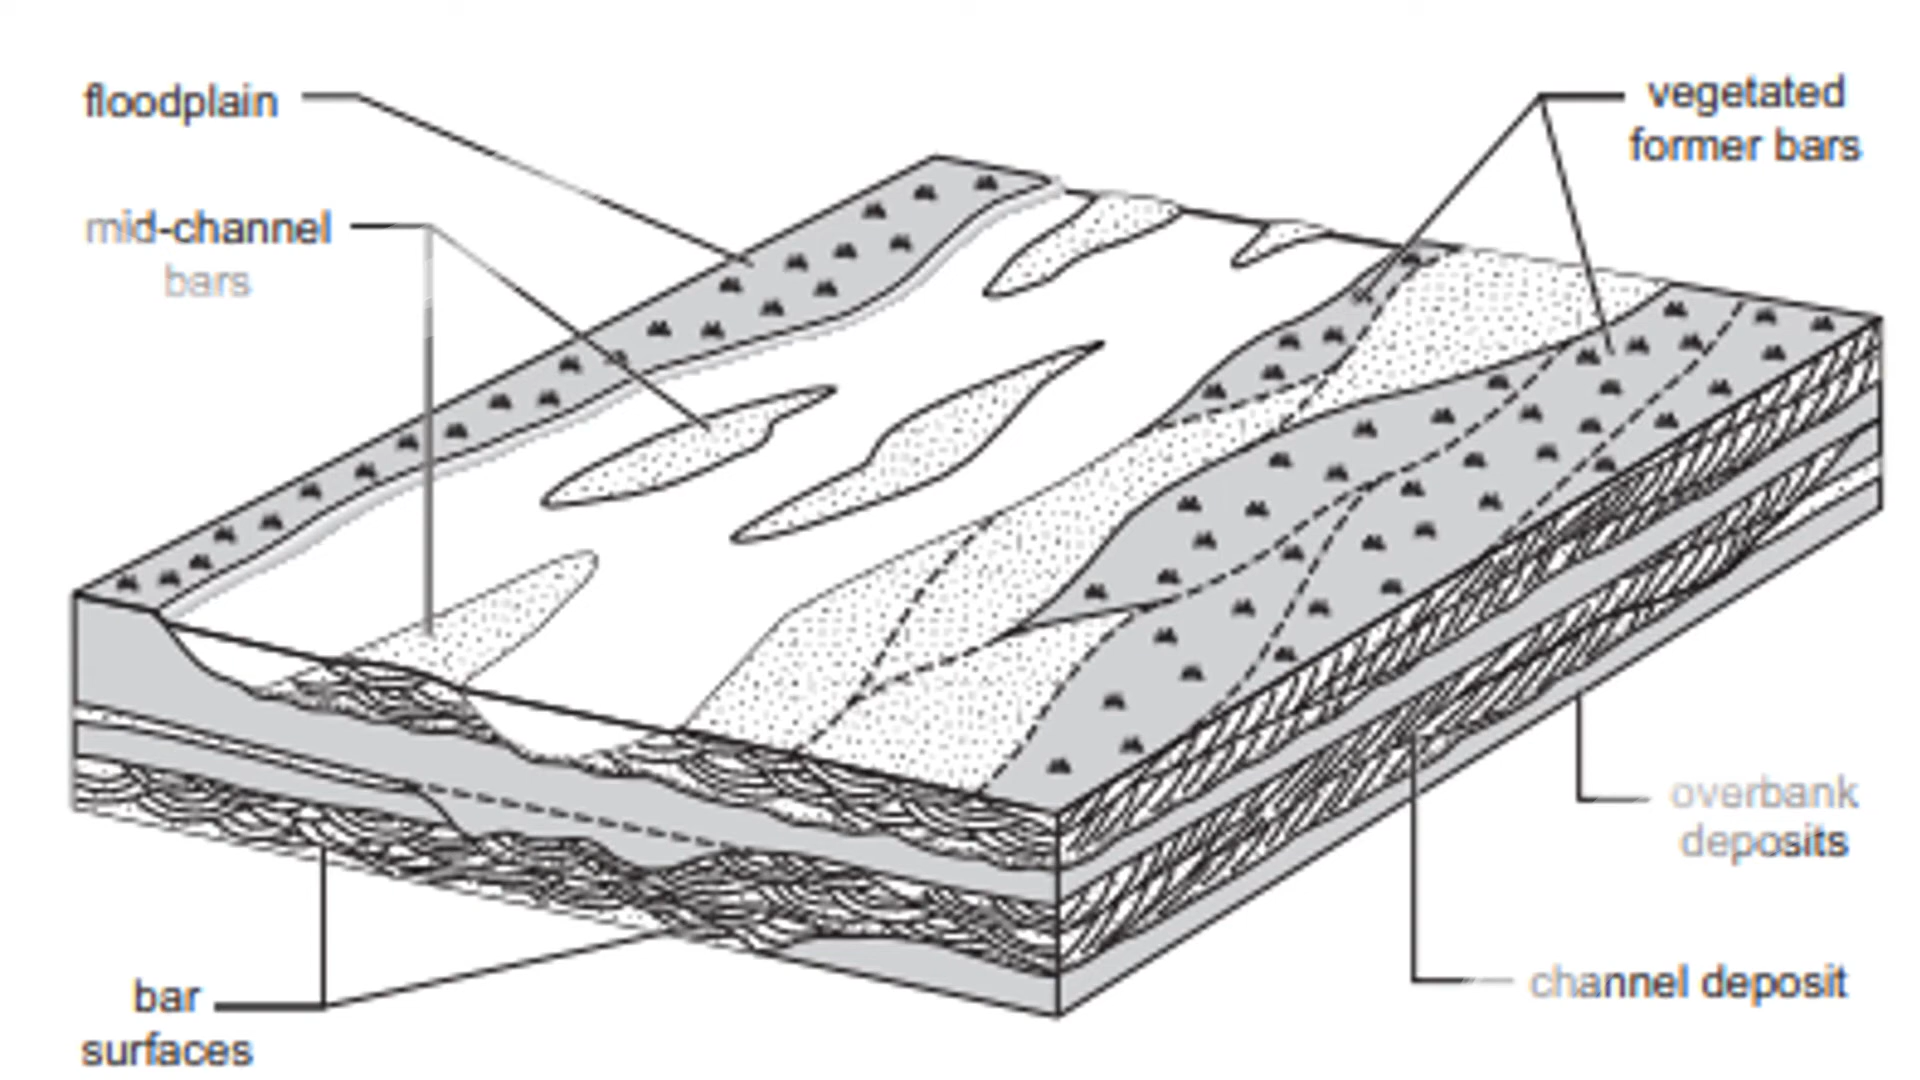 floodplain
vegetated
former bars
mid-channel
bars
overbank
deposits
channel deposit
bar
surfaces